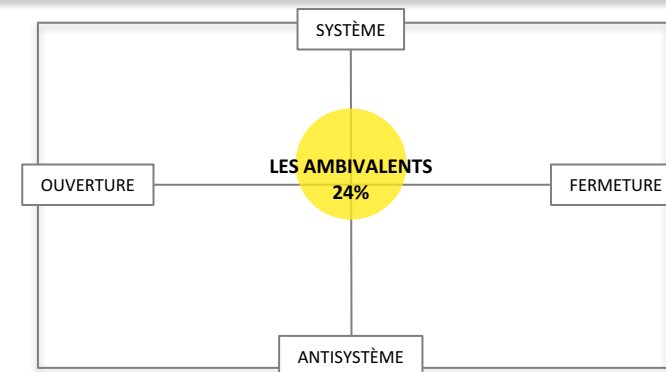 SYSTÈME
LES AMBIVALENTS
24%
OUVERTURE
FERMETURE
ANTISYSTÈME